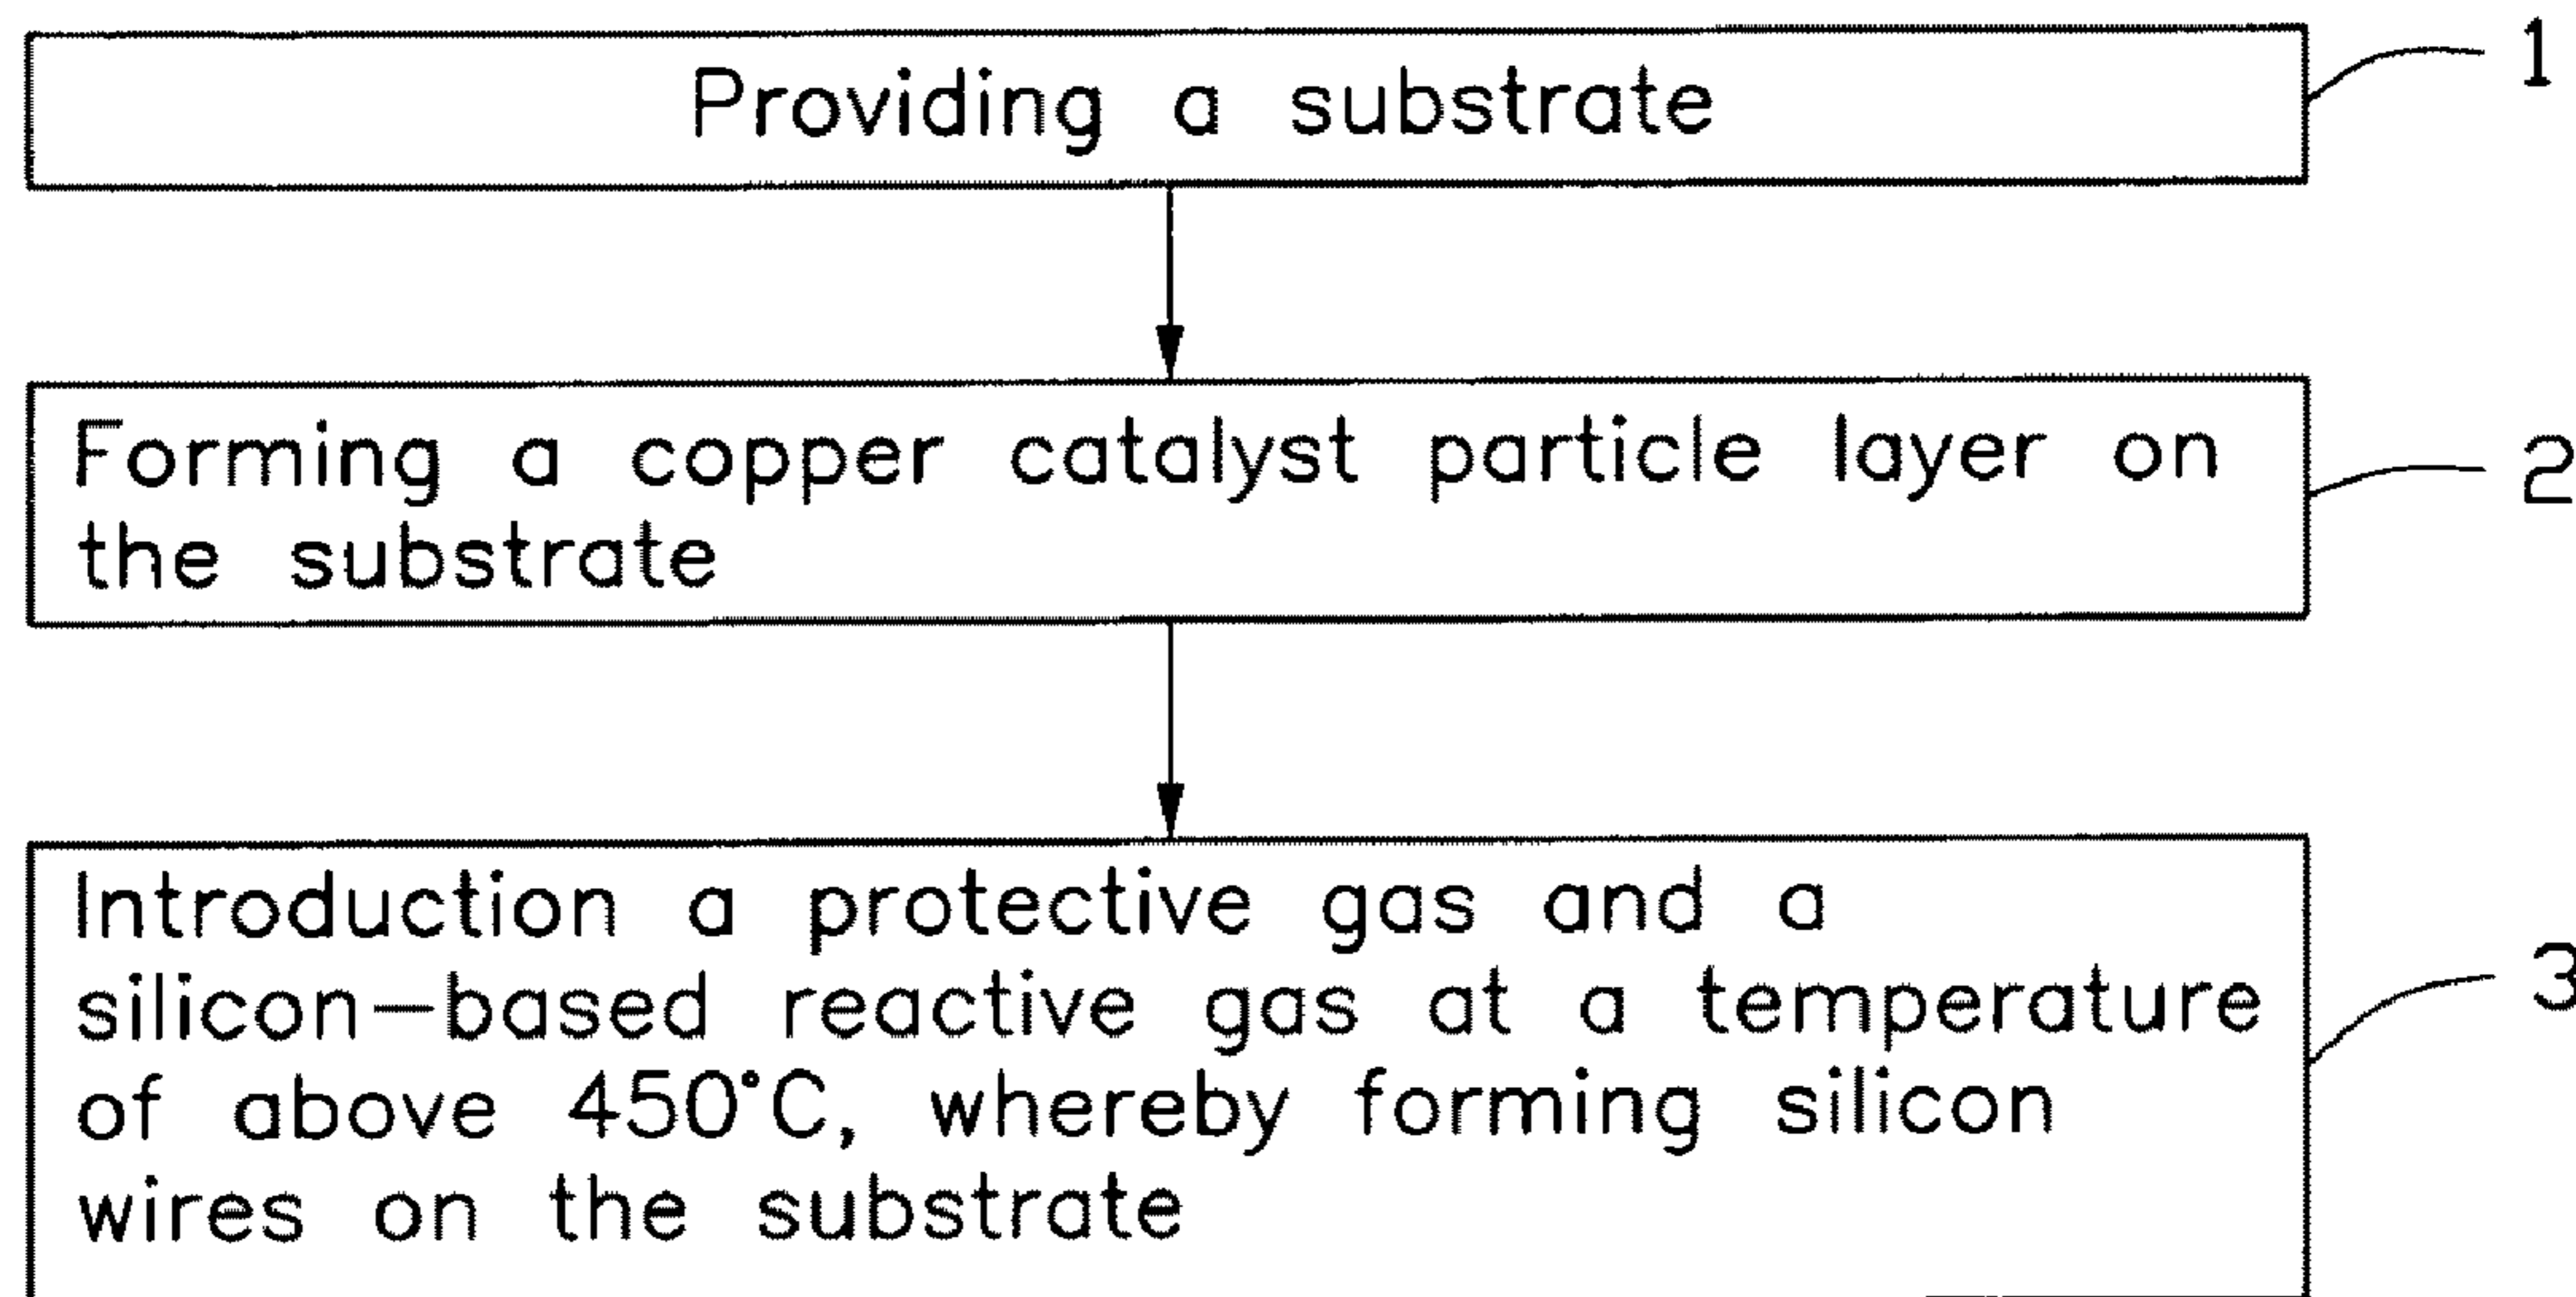 Providing a substrate
1
Forming a copper catalyst particle layer on
the substrate
2
Introduction a protective gas and a
silicon-based reactive gas at a temperature
of above 450°C, whereby forming silicon
wires on the substrate
3